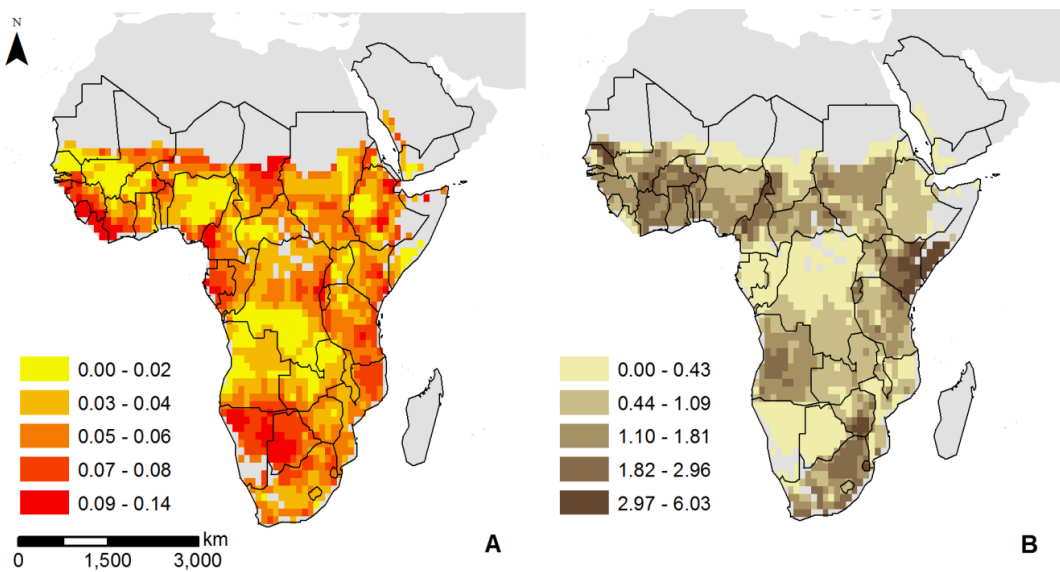 N
0.00 - 0.02
0.03 - 0.04
0.05 - 0.06
0.07 - 0.08
0.09 - 0.14
km
0 1,500 3,000
A
0.00 - 0.43
0.44 - 1.09
1.10 - 1.81
1.82 - 2.96
2.97 - 6.03
B